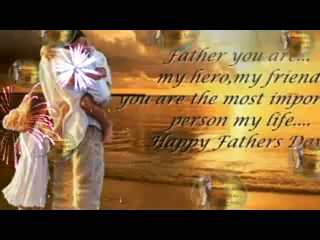 Father you are...
my hero,my friend
you are the most impor
person my life....
Happy Fathers Da